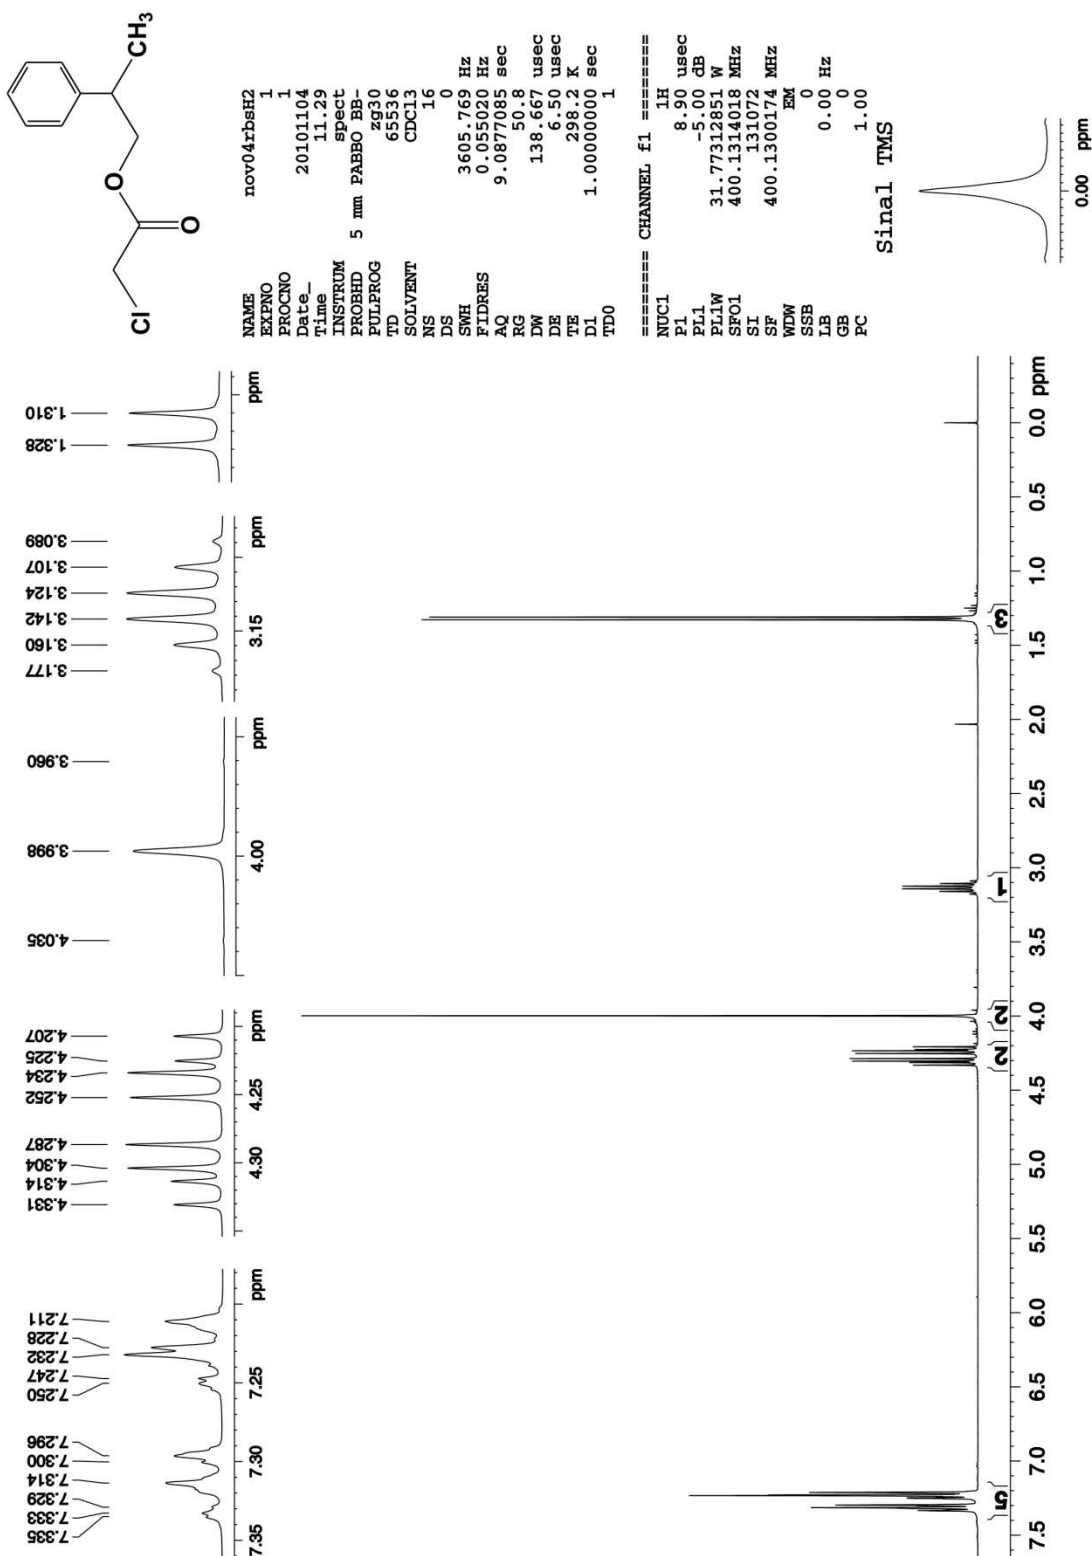 Cl
O
O
CH3
NAME nov04rbsH2
EXPNO 1
PROCNO 1
Date_ 20101104
Time 11.29
INSTRUM spect
PROBHD 5 mm PABBO BB-
PULPROG zg30
TD 65536
SOLVENT CDCl3
NS 16
DS 0
SWH 3605.769 Hz
FIDRES 0.055020 Hz
AQ 9.0877085 sec
RG 50.8
DW 138.667 usec
DE 6.50 usec
TE 298.2 K
D1 1.00000000 sec
TD0 1
======== CHANNEL f1 ========
NUC1 1H
P1 8.90 usec
PL1 -5.00 dB
PL1W 31.77312851 W
SFO1 400.1314018 MHz
SI 131072
SF 400.1300174 MHz
WDW EM
SSB 0
LB 0.00 Hz
GB 0
PC 1.00
Sinal TMS
0.00 ppm
7.335
7.333
7.329
7.314
7.300
7.296
7.250
7.247
7.232
7.228
7.211
7.35 7.30 7.25 ppm
4.331
4.314
4.304
4.287
4.252
4.234
4.225
4.207
4.30 4.25 ppm
4.035
3.998
3.960
4.00 ppm
3.177
3.160
3.142
3.124
3.107
3.089
3.15 ppm
1.328
1.310
ppm
5 2 2 1 3
7.5 7.0 6.5 6.0 5.5 5.0 4.5 4.0 3.5 3.0 2.5 2.0 1.5 1.0 0.5 0.0 ppm